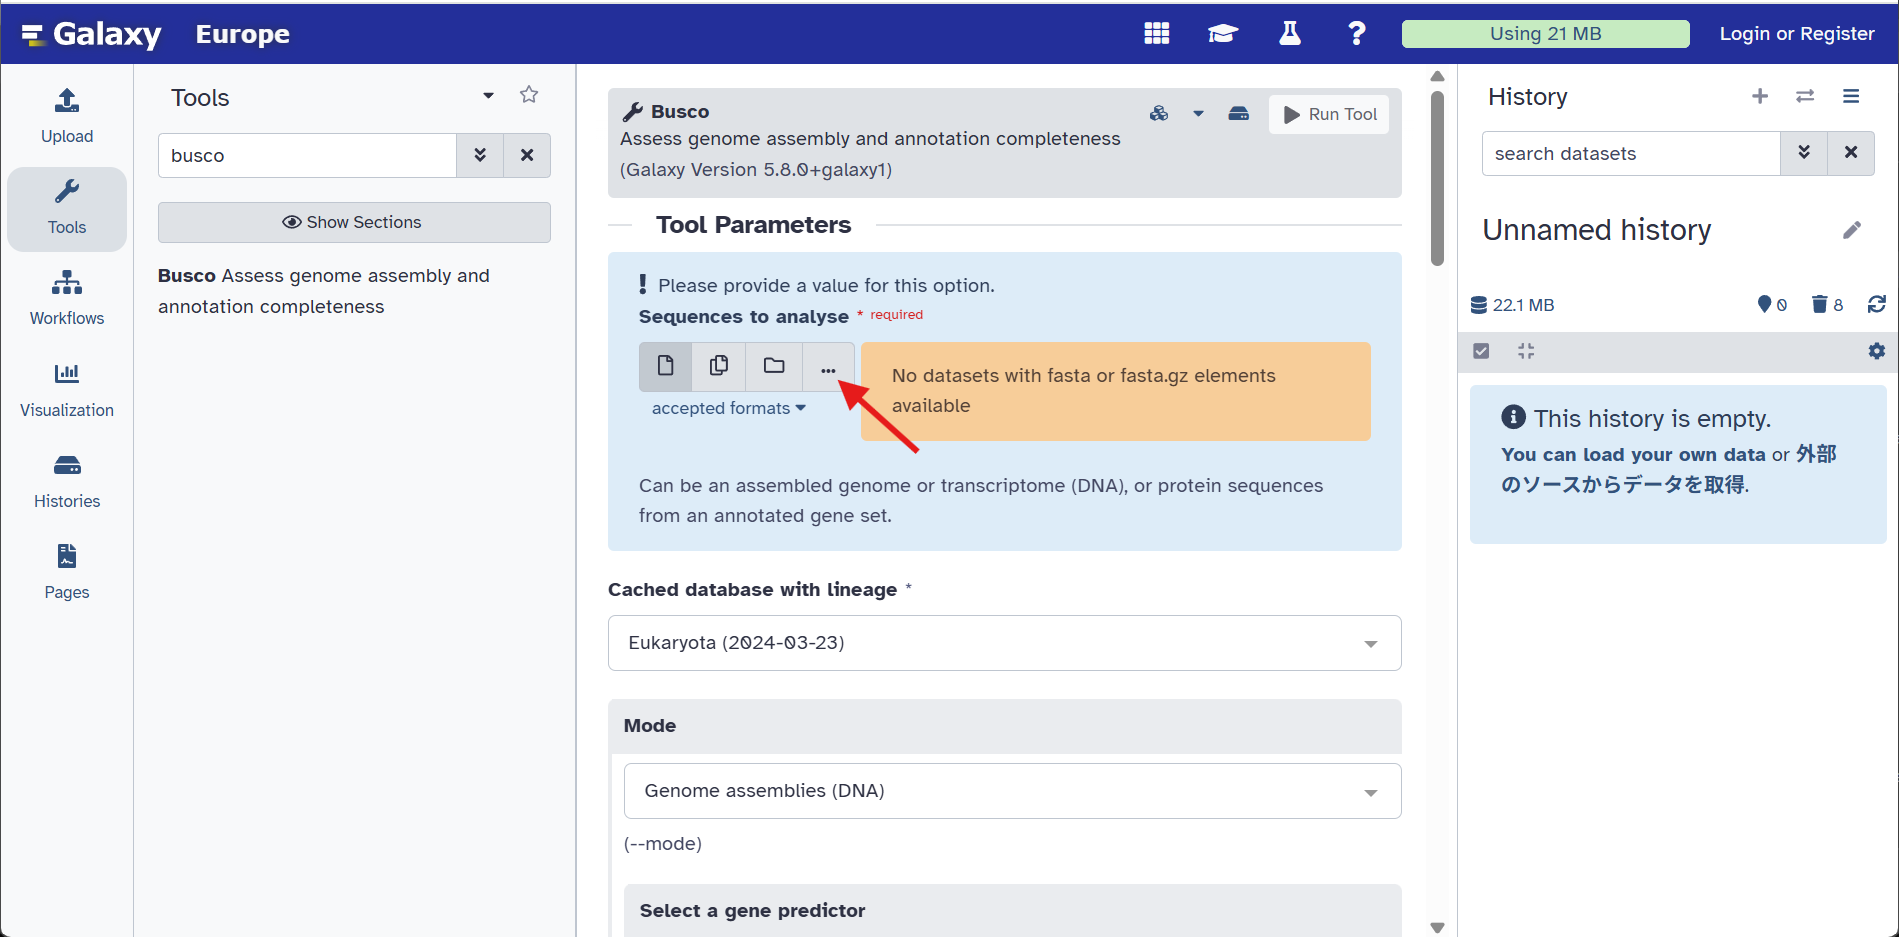 Galaxy Europe
Using 21 MB
Login or Register
Upload
Tools
Workflows
Visualization
Histories
Pages
Tools
busco
Show Sections
Busco Assess genome assembly and
annotation completeness
Busco
Run Tool
Assess genome assembly and annotation completeness
(Galaxy Version 5.8.0+galaxy1)
Tool Parameters
Please provide a value for this option.
Sequences to analyse * required
...
No datasets with fasta or fasta.gz elements
available
accepted formats
Can be an assembled genome or transcriptome (DNA), or protein sequences
from an annotated gene set.
Cached database with lineage *
Eukaryota (2024-03-23)
Mode
Genome assemblies (DNA)
(--mode)
Select a gene predictor
History
search datasets
Unnamed history
22.1 MB
0
8
This history is empty.
You can load your own data or 外部
のソースからデータを取得.